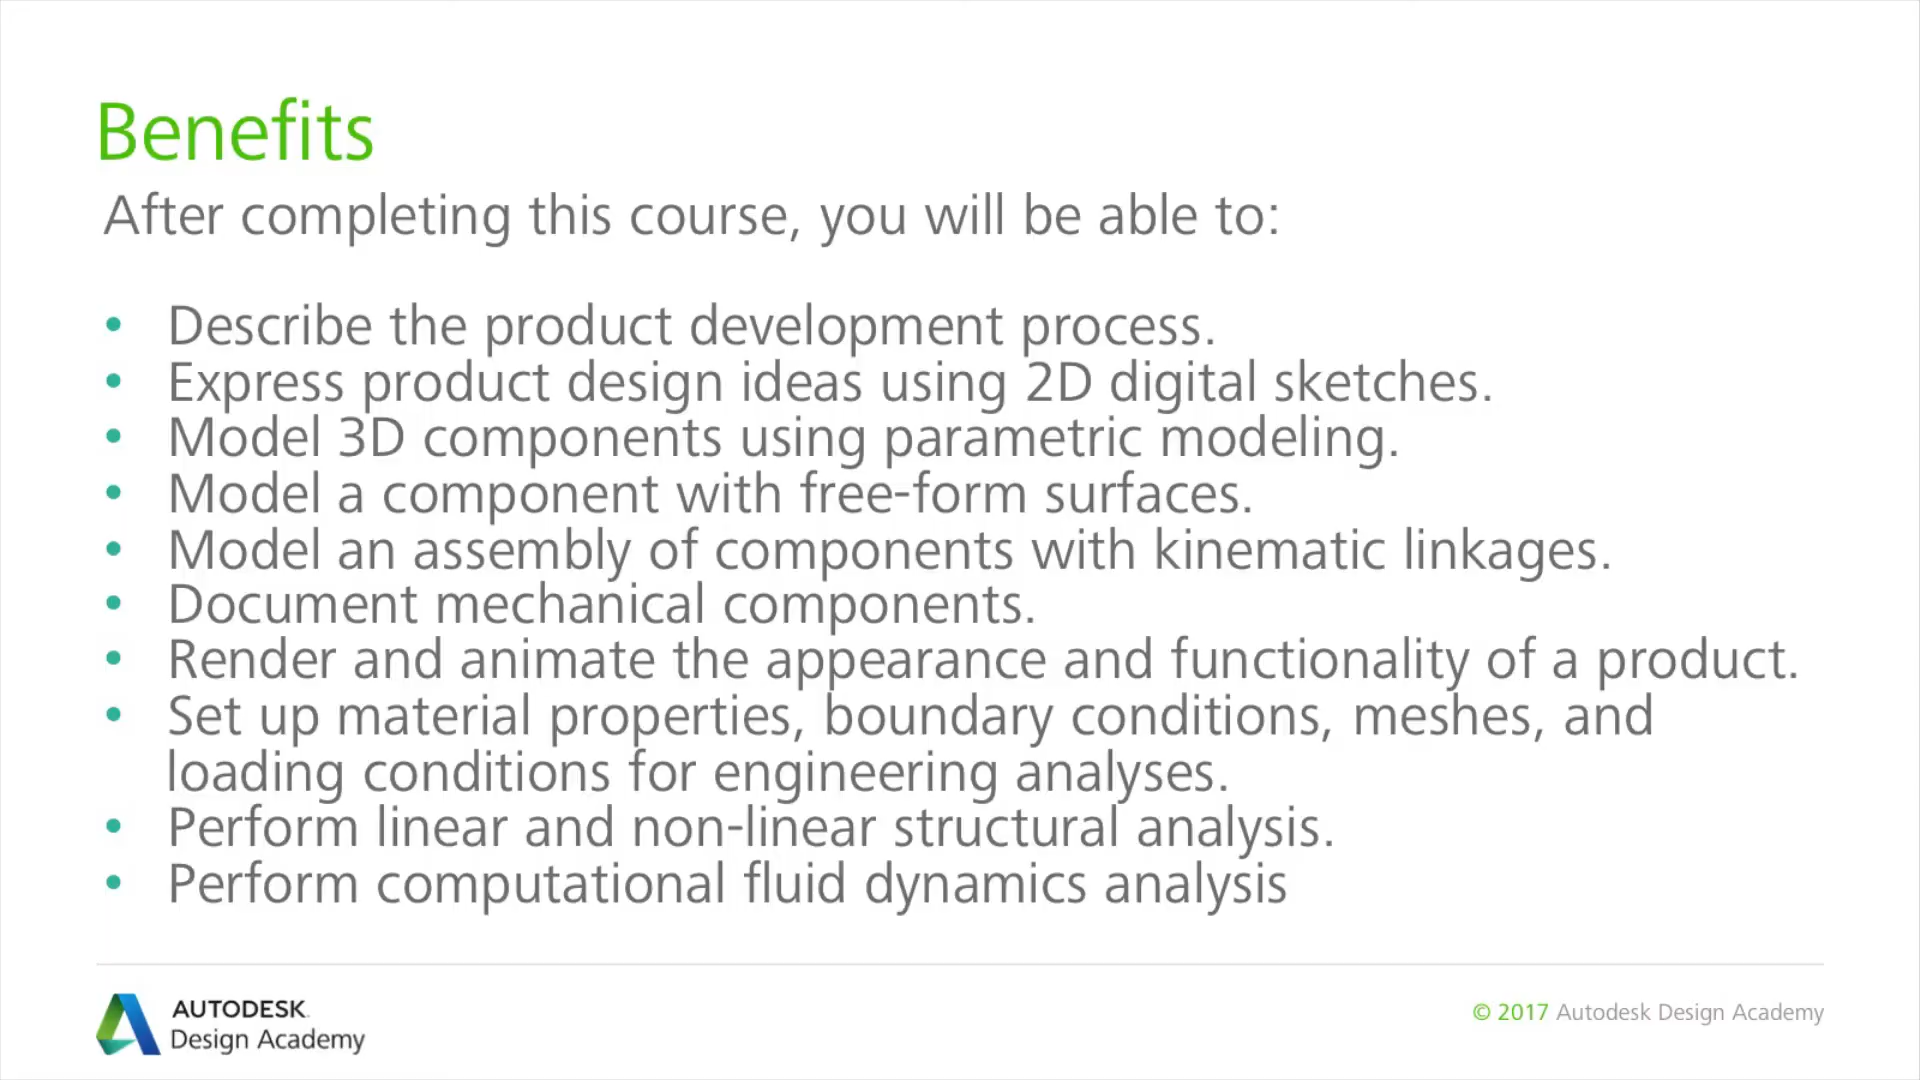 Benefits
After completing this course, you will be able to:
• Describe the product development process.
• Express product design ideas using 2D digital sketches.
• Model 3D components using parametric modeling.
• Model a component with free-form surfaces.
• Model an assembly of components with kinematic linkages.
• Document mechanical components.
• Render and animate the appearance and functionality of a product.
• Set up material properties, boundary conditions, meshes, and
loading conditions for engineering analyses.
• Perform linear and non-linear structural analysis.
• Perform computational fluid dynamics analysis
AUTODESK.
Design Academy
© 2017 Autodesk Design Academy